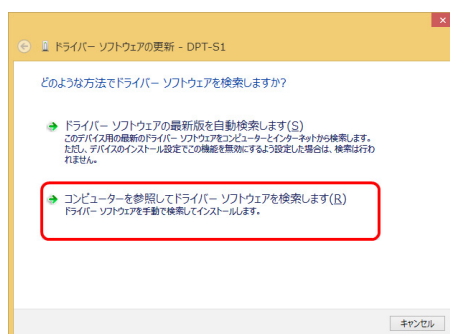 ドライバー ソフトウェアの更新 - DPT-S1
どのような方法でドライバー ソフトウェアを検索しますか?
ドライバー ソフトウェアの最新版を自動検索します(S)
このデバイス用の最新のドライバー ソフトウェアをコンピューターとインターネットから検索します。
ただし、デバイスのインストール設定でこの機能を無効にするよう設定した場合は、検索は行わ
れません。
コンピューターを参照してドライバー ソフトウェアを検索します(R)
ドライバー ソフトウェアを手動で検索してインストールします。
キャンセル